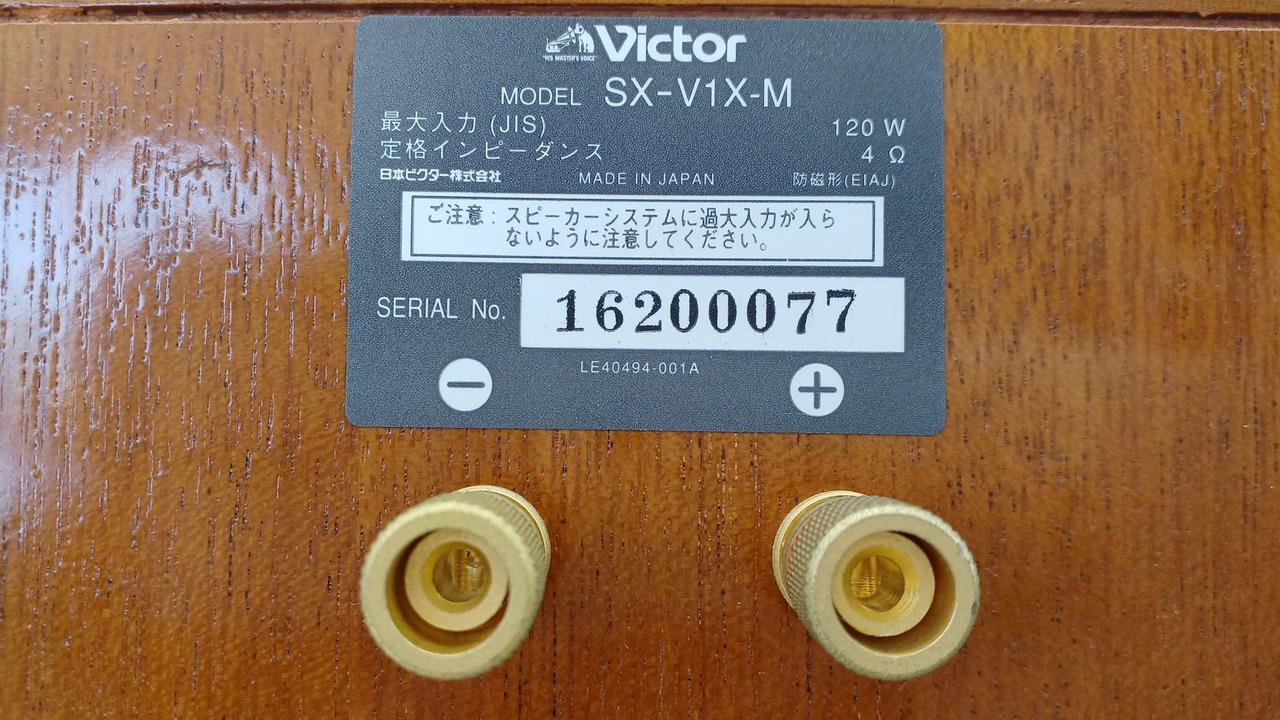 "HIS MASTER'S VOICE" Victor
MODEL SX-V1X-M
最大入力 (JIS) 120 W
定格インピーダンス 4 Ω
日本ビクター株式会社 MADE IN JAPAN 防磁形(EIAJ)
ご注意：スピーカーシステムに過大入力が入ら
ないように注意してください。
SERIAL No. 16200077
LE40494-001A
− +